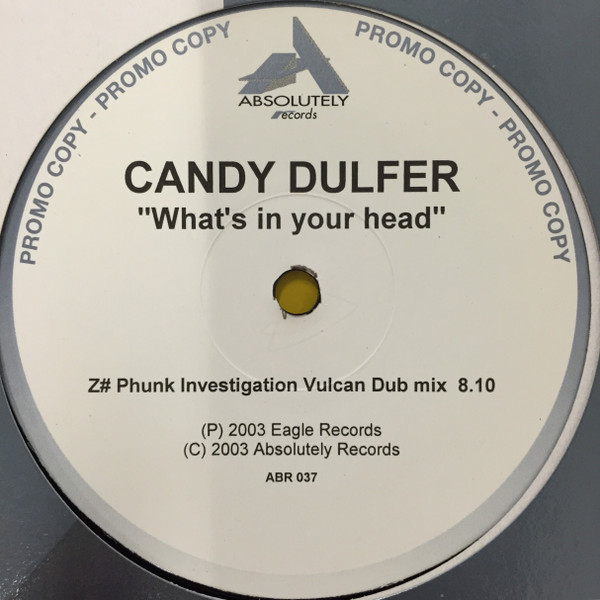 PROMO COPY - PROMO COPY
PROMO COPY - PROMO COPY
ABSOLUTELY
records
CANDY DULFER
"What's in your head"
Z# Phunk Investigation Vulcan Dub mix 8.10
(P) 2003 Eagle Records
(C) 2003 Absolutely Records
ABR 037